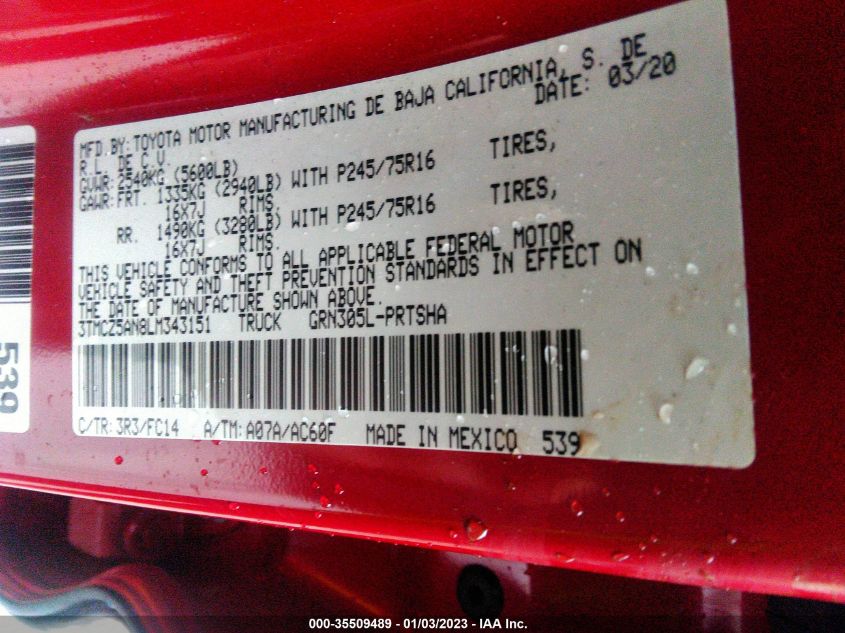 MFD. BY: TOYOTA MOTOR MANUFACTURING DE BAJA CALIFORNIA, S. DE
R.L. DE C.V. DATE: 03/20
GVWR: 2540KG (5600LB)
GAWR: FRT. 1335KG (2940LB) WITH P245/75R16 TIRES,
16X7J RIMS.
RR. 1490KG (3280LB) WITH P245/75R16 TIRES,
16X7J RIMS.
THIS VEHICLE CONFORMS TO ALL APPLICABLE FEDERAL MOTOR
VEHICLE SAFETY AND THEFT PREVENTION STANDARDS IN EFFECT ON
THE DATE OF MANUFACTURE SHOWN ABOVE.
3TMCZ5AN8LM343151 TRUCK GRN305L-PRTSHA
C/TR: 3R3/FC14 A/TM: A07A/AC60F MADE IN MEXICO 539
539
000-35509489 - 01/03/2023 - IAA Inc.